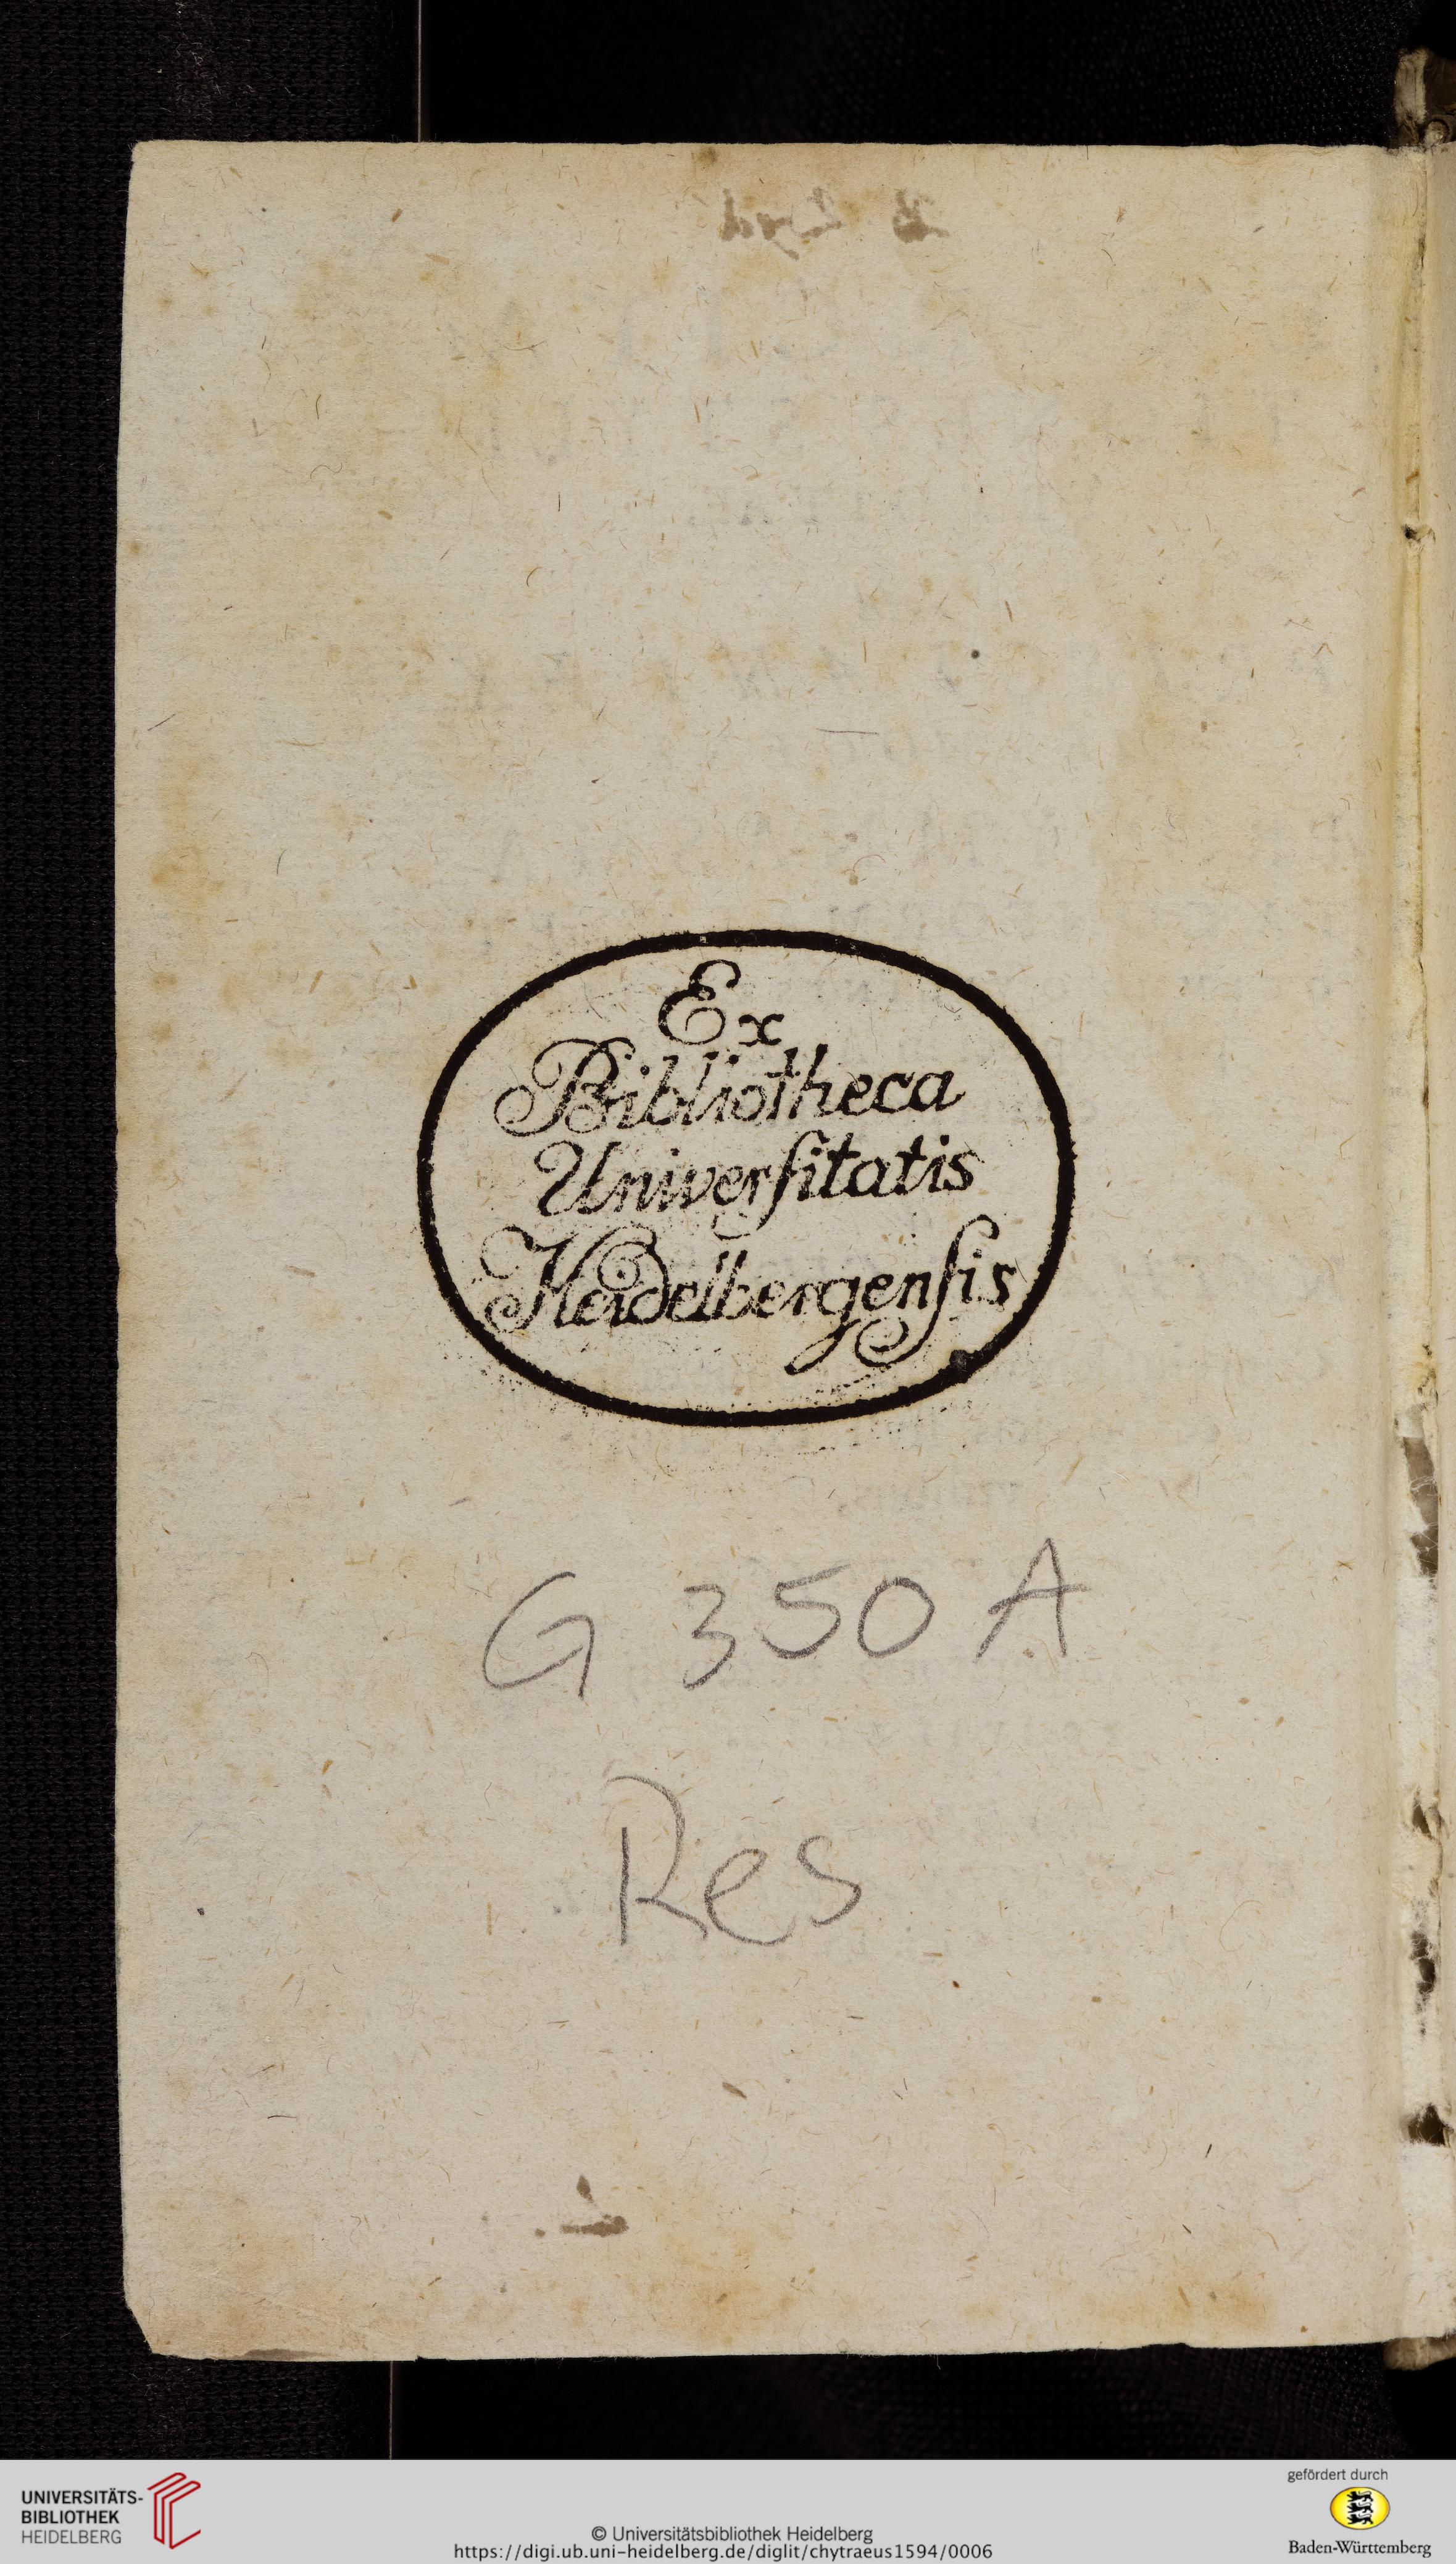 Ex
Bibliotheca
Univerſitatis
Heidelbergenſis
G 350 A
Res
UNIVERSITÄTS-
BIBLIOTHEK
HEIDELBERG
© Universitätsbibliothek Heidelberg
https://digi.ub.uni-heidelberg.de/diglit/chytraeus1594/0006
gefördert durch
Baden-Württemberg